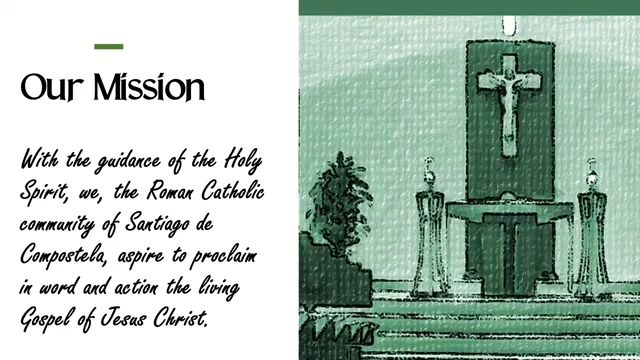 Our Mission
With the guidance of the Holy
Spirit, we, the Roman Catholic
community of Santiago de
Compostela, aspire to proclaim
in word and action the living
Gospel of Jesus Christ.